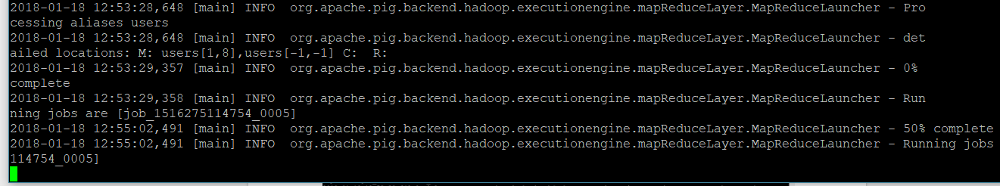 2018-01-18 12:53:28,648 [main] INFO  org.apache.pig.backend.hadoop.executionengine.mapReduceLayer.MapReduceLauncher - Pro
cessing aliases users
2018-01-18 12:53:28,648 [main] INFO  org.apache.pig.backend.hadoop.executionengine.mapReduceLayer.MapReduceLauncher - det
ailed locations: M: users[1,8],users[-1,-1] C:  R:
2018-01-18 12:53:29,357 [main] INFO  org.apache.pig.backend.hadoop.executionengine.mapReduceLayer.MapReduceLauncher - 0%
complete
2018-01-18 12:53:29,358 [main] INFO  org.apache.pig.backend.hadoop.executionengine.mapReduceLayer.MapReduceLauncher - Run
ning jobs are [job_1516275114754_0005]
2018-01-18 12:55:02,491 [main] INFO  org.apache.pig.backend.hadoop.executionengine.mapReduceLayer.MapReduceLauncher - 50% complete
2018-01-18 12:55:02,491 [main] INFO  org.apache.pig.backend.hadoop.executionengine.mapReduceLayer.MapReduceLauncher - Running jobs
114754_0005]